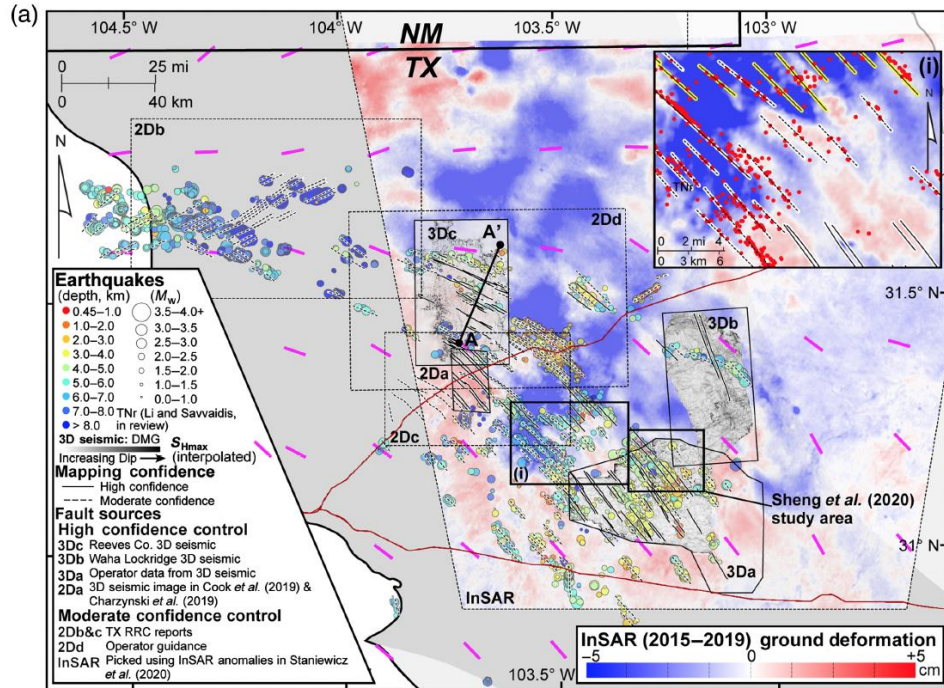 (a)
104.5° W
104° W
103.5° W
103° W
NM
TX
0 25 mi
0 40 km
N
2Db
2Dd
3Dc
A'
A
2Da
2Dc
(i)
3Db
31.5° N
Sheng et al. (2020)
study area
31° N
3Da
InSAR
103.5° W
(i)
N
TNr
0 2 mi 4
0 3 km 6
Earthquakes
(depth, km) (Mw)
0.45–1.0 3.5–4.0+
1.0–2.0 3.0–3.5
2.0–3.0 2.5–3.0
3.0–4.0 2.0–2.5
4.0–5.0 1.5–2.0
5.0–6.0 1.0–1.5
6.0–7.0 0.0–1.0
7.0–8.0 TNr (Li and Savvaidis,
> 8.0 in review)
3D seismic: DMG SHmax
Increasing Dip (interpolated)
Mapping confidence
High confidence
Moderate confidence
Fault sources
High confidence control
3Dc Reeves Co. 3D seismic
3Db Waha Lockridge 3D seismic
3Da Operator data from 3D seismic
2Da 3D seismic image in Cook et al. (2019) &
Charzynski et al. (2019)
Moderate confidence control
2Db&c TX RRC reports
2Dd Operator guidance
InSAR Picked using InSAR anomalies in Staniewicz
et al. (2020)
InSAR (2015–2019) ground deformation
–5 +5
cm